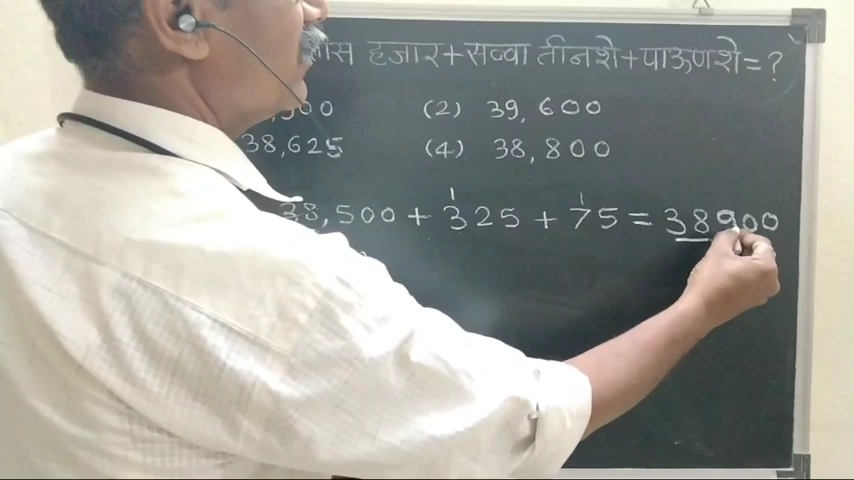 हजार+सव्वा तीनशे+पाऊणशे=?
(2) 39,600
38,625 (4) 38,800
38,500 + 325 + 75 = 38900